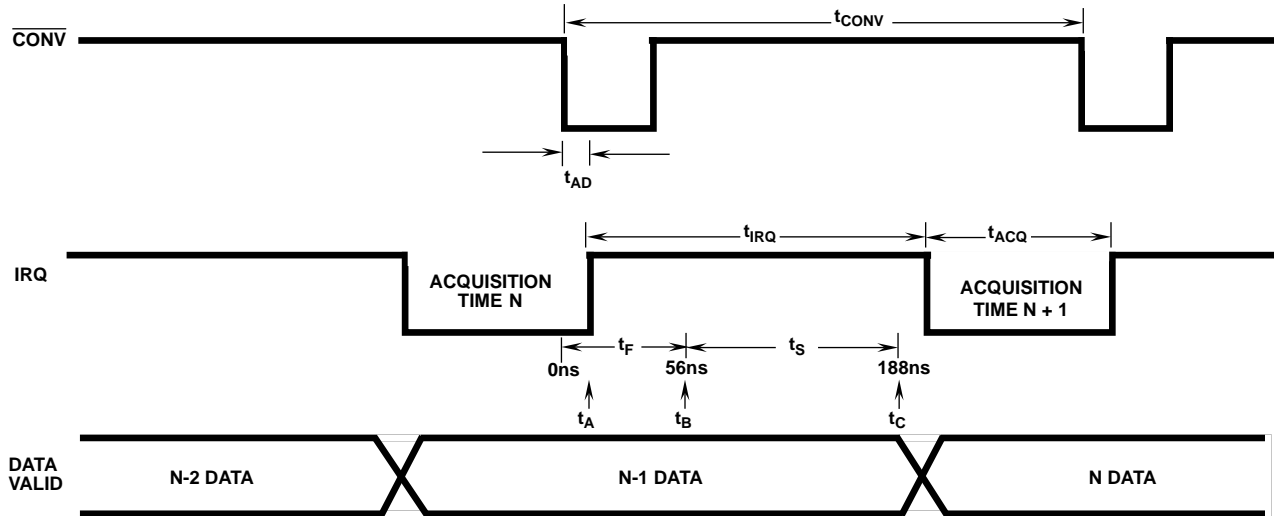 tCONV
CONV
tAD
tIRQ
tACQ
IRQ
ACQUISITION
TIME N
ACQUISITION
TIME N + 1
tF
tS
0ns
56ns
188ns
tA
tB
tC
DATA
VALID
N-2 DATA
N-1 DATA
N DATA